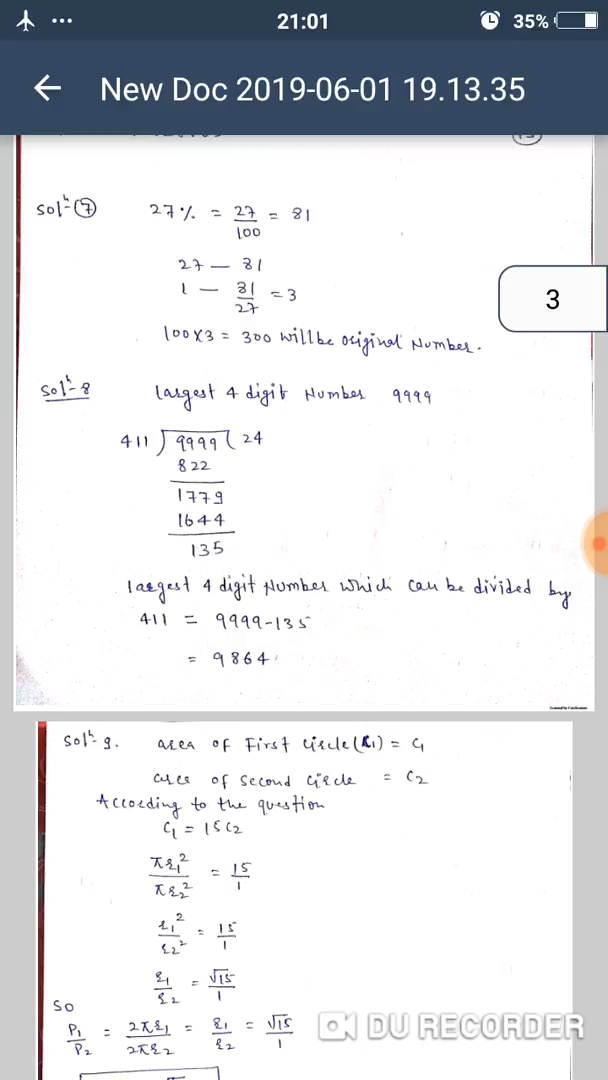 21:01
35%
New Doc 2019-06-01 19.13.35
3
Solⁿ-⑦ 27% = 27/100 = 81
27 — 81
1 — 81/27 = 3
100×3 = 300 will be original Number.
Solⁿ-8 largest 4 digit Number 9999
411 ) 9999 ( 24
822
1779
1644
135
largest 4 digit Number which can be divided by
411 = 9999-135
= 9864
Solⁿ 9. area of First Circle = C₁
area of Second Circle = C₂
According to the question
C₁ = 15C₂
πr₁²/πr₂² = 15/1
r₁²/r₂² = 15/1
r₁/r₂ = √15/1
So
P₁/P₂ = 2πr₁/2πr₂ = r₁/r₂ = √15/1
DU RECORDER